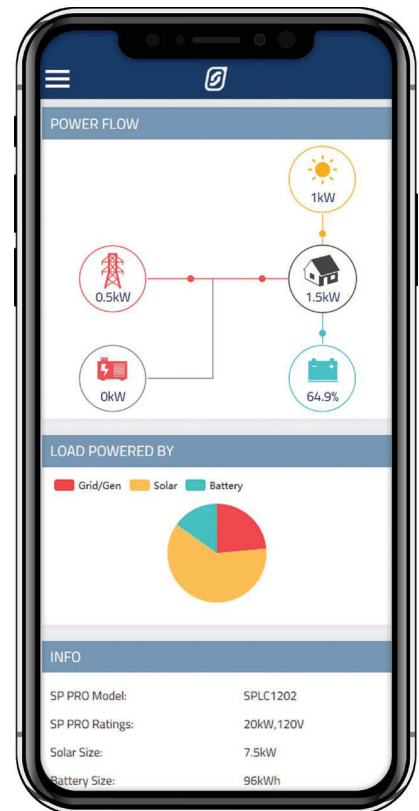 POWER FLOW
1kW
0.5kW
1.5kW
0kW
64.9%
LOAD POWERED BY
Grid/Gen Solar Battery
INFO
SP PRO Model: SPLC1202
SP PRO Ratings: 20kW,120V
Solar Size: 7.5kW
Battery Size: 96kWh